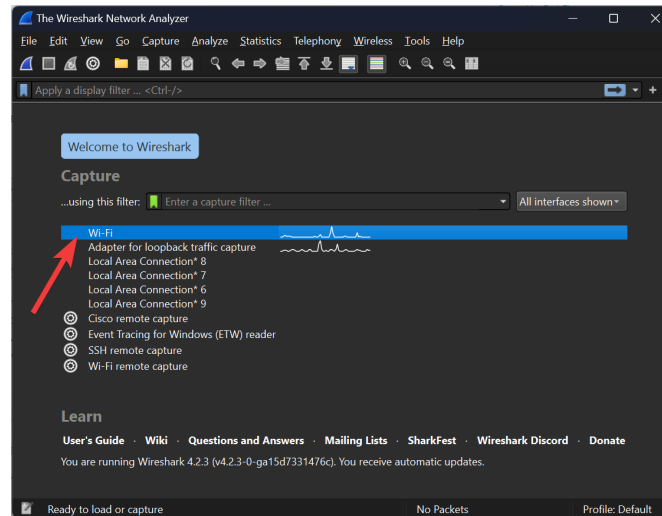 The Wireshark Network Analyzer
File Edit View Go Capture Analyze Statistics Telephony Wireless Tools Help
Apply a display filter ... <Ctrl-/>
Welcome to Wireshark
Capture
...using this filter: Enter a capture filter ... All interfaces shown
Wi-Fi
Adapter for loopback traffic capture
Local Area Connection* 8
Local Area Connection* 7
Local Area Connection* 6
Local Area Connection* 9
Cisco remote capture
Event Tracing for Windows (ETW) reader
SSH remote capture
Wi-Fi remote capture
Learn
User's Guide · Wiki · Questions and Answers · Mailing Lists · SharkFest · Wireshark Discord · Donate
You are running Wireshark 4.2.3 (v4.2.3-0-ga15d7331476c). You receive automatic updates.
Ready to load or capture No Packets Profile: Default